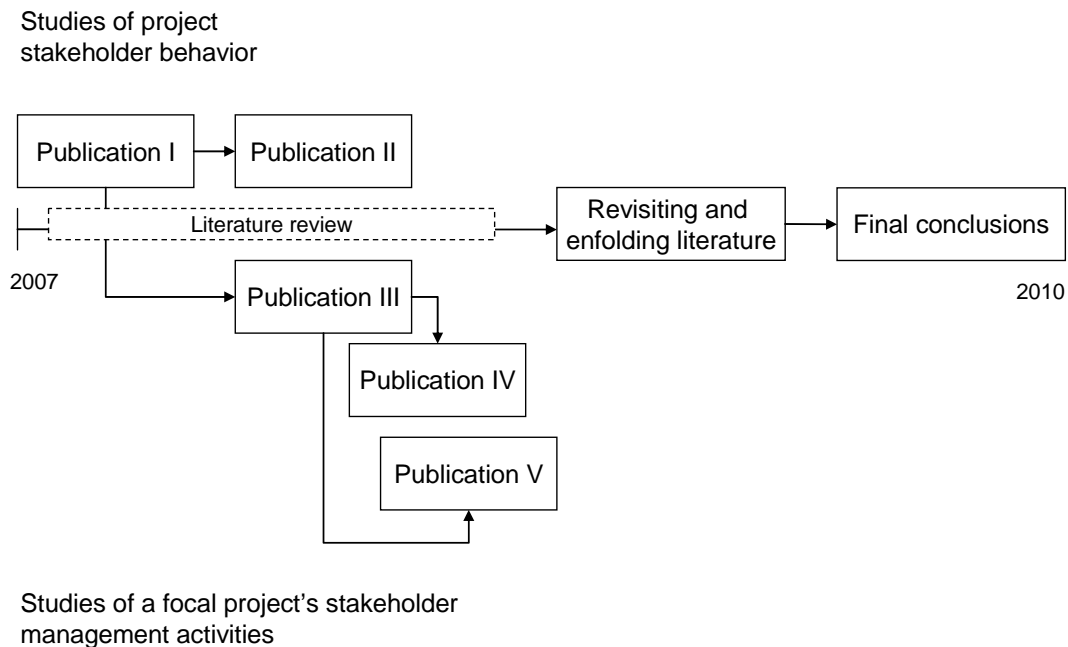 Studies of project
stakeholder behavior
Publication I
Publication II
Literature review
Revisiting and
enfolding literature
Final conclusions
2007
2010
Publication III
Publication IV
Publication V
Studies of a focal project's stakeholder
management activities